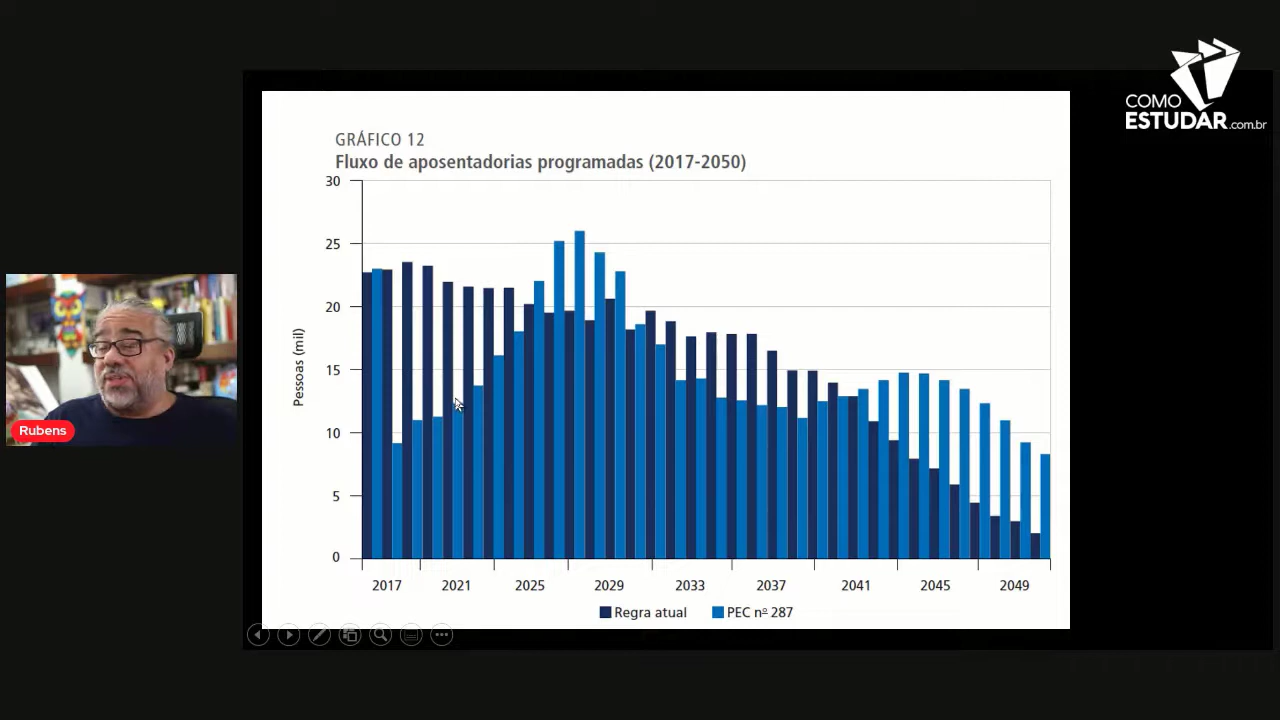 COMO
ESTUDAR.com.br
GRÁFICO 12
Fluxo de aposentadorias programadas (2017-2050)
30
25
20
15
10
5
0
Pessoas (mil)
2017 2021 2025 2029 2033 2037 2041 2045 2049
Regra atual PEC nº 287
Rubens